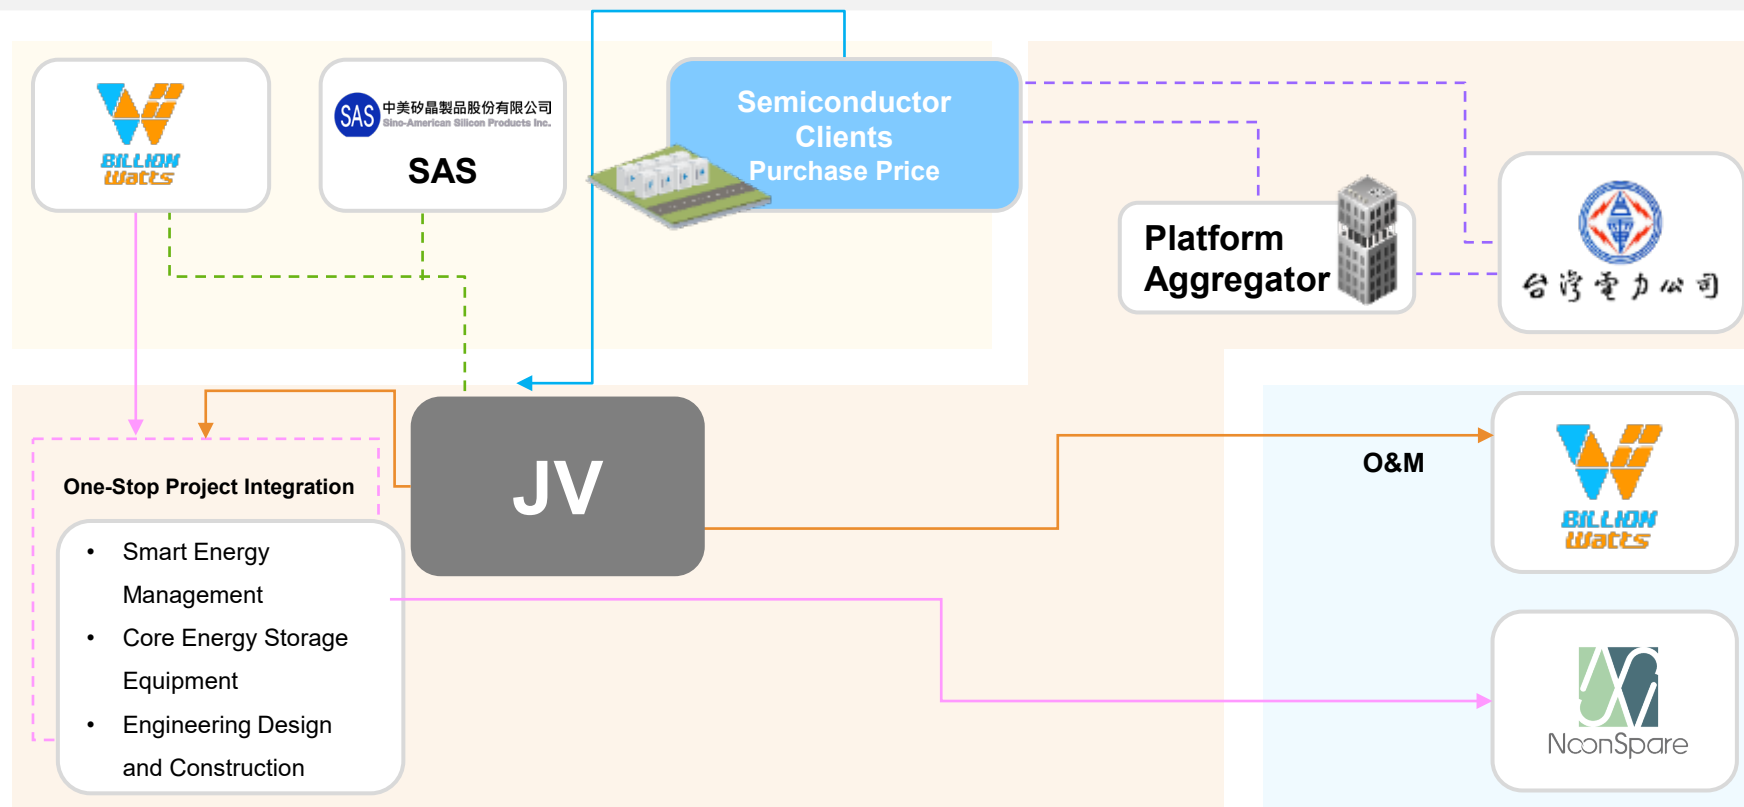 BILLION
Watts
SAS
中美矽晶製品股份有限公司
Sino-American Silicon Products Inc.
SAS
Semiconductor
Clients
Purchase Price
Platform
Aggregator
台灣電力公司
One-Stop Project Integration
• Smart Energy
Management
• Core Energy Storage
Equipment
• Engineering Design
and Construction
JV
O&M
BILLION
Watts
NoonSpare